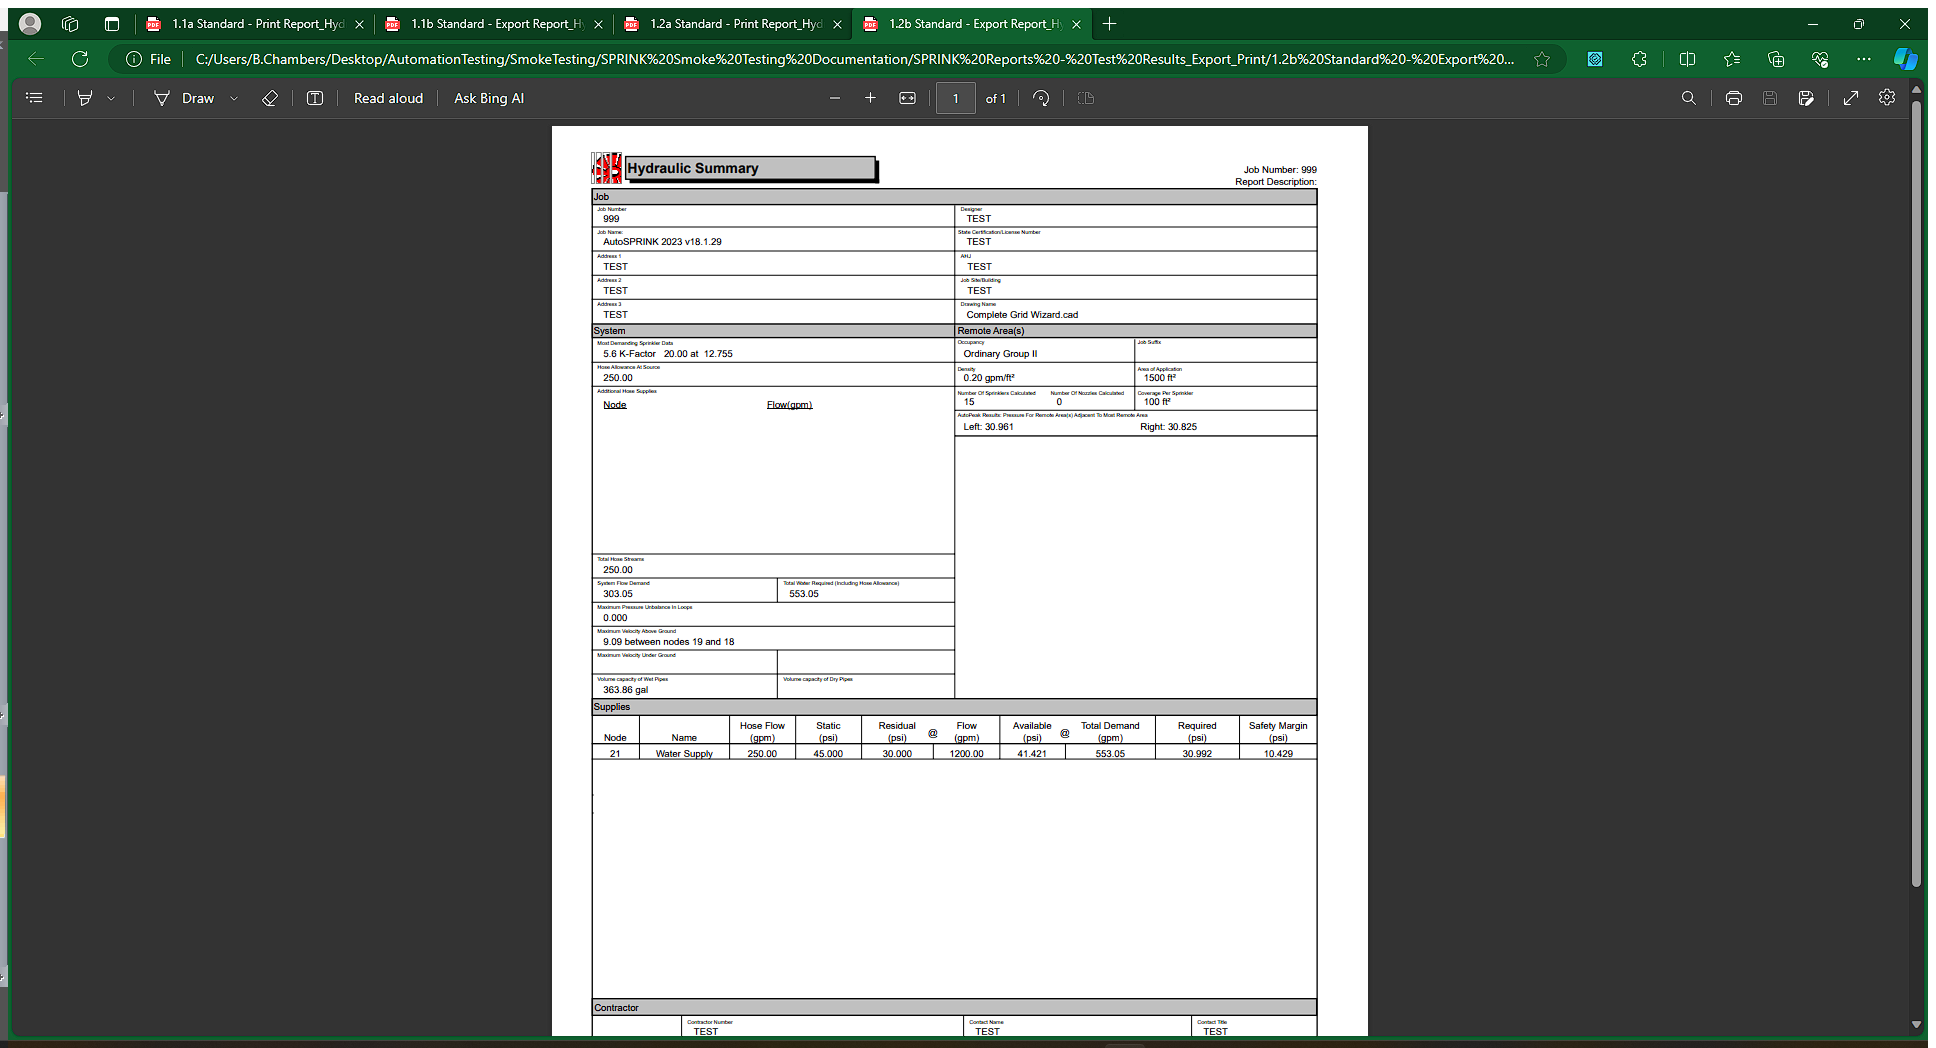 1.1a Standard - Print Report_Hyd
1.1b Standard - Export Report_H
1.2a Standard - Print Report_Hyd
1.2b Standard - Export Report_H
File
C:/Users/B.Chambers/Desktop/AutomationTesting/SmokeTesting/SPRINK%20Smoke%20Testing%20Documentation/SPRINK%20Reports%20-%20Test%20Results_Export_Print/1.2b%20Standard%20-%20Export%20...
Draw
Read aloud
Ask Bing AI
1 of 1
Hydraulic Summary
Job Number: 999
Report Description:
Job
Job Number
999
Designer
TEST
Job Name:
AutoSPRINK 2023 v18.1.29
State Certification/License Number
TEST
Address 1
TEST
AHJ
TEST
Address 2
TEST
Job Site/Building
TEST
Address 3
TEST
Drawing Name
Complete Grid Wizard.cad
System
Remote Area(s)
Most Demanding Sprinkler Data
5.6 K-Factor 20.00 at 12.755
Occupancy
Ordinary Group II
Job Suffix
Hose Allowance At Source
250.00
Density
0.20 gpm/ft²
Area of Application
1500 ft²
Additional Hose Supplies
Node Flow(gpm)
Number Of Sprinklers Calculated
15
Number Of Nozzles Calculated
0
Coverage Per Sprinkler
100 ft²
AutoPeak Results: Pressure For Remote Area(s) Adjacent To Most Remote Area
Left: 30.961 Right: 30.825
Total Hose Streams
250.00
System Flow Demand
303.05
Total Water Required (Including Hose Allowance)
553.05
Maximum Pressure Unbalance In Loops
0.000
Maximum Velocity Above Ground
9.09 between nodes 19 and 18
Maximum Velocity Under Ground
Volume capacity of Wet Pipes
363.86 gal
Volume capacity of Dry Pipes
Supplies
Node Name Hose Flow (gpm) Static (psi) Residual (psi) @ Flow (gpm) Available (psi) @ Total Demand (gpm) Required (psi) Safety Margin (psi)
21 Water Supply 250.00 45.000 30.000 1200.00 41.421 553.05 30.992 10.429
Contractor
Contractor Number
TEST
Contact Name
TEST
Contact Title
TEST